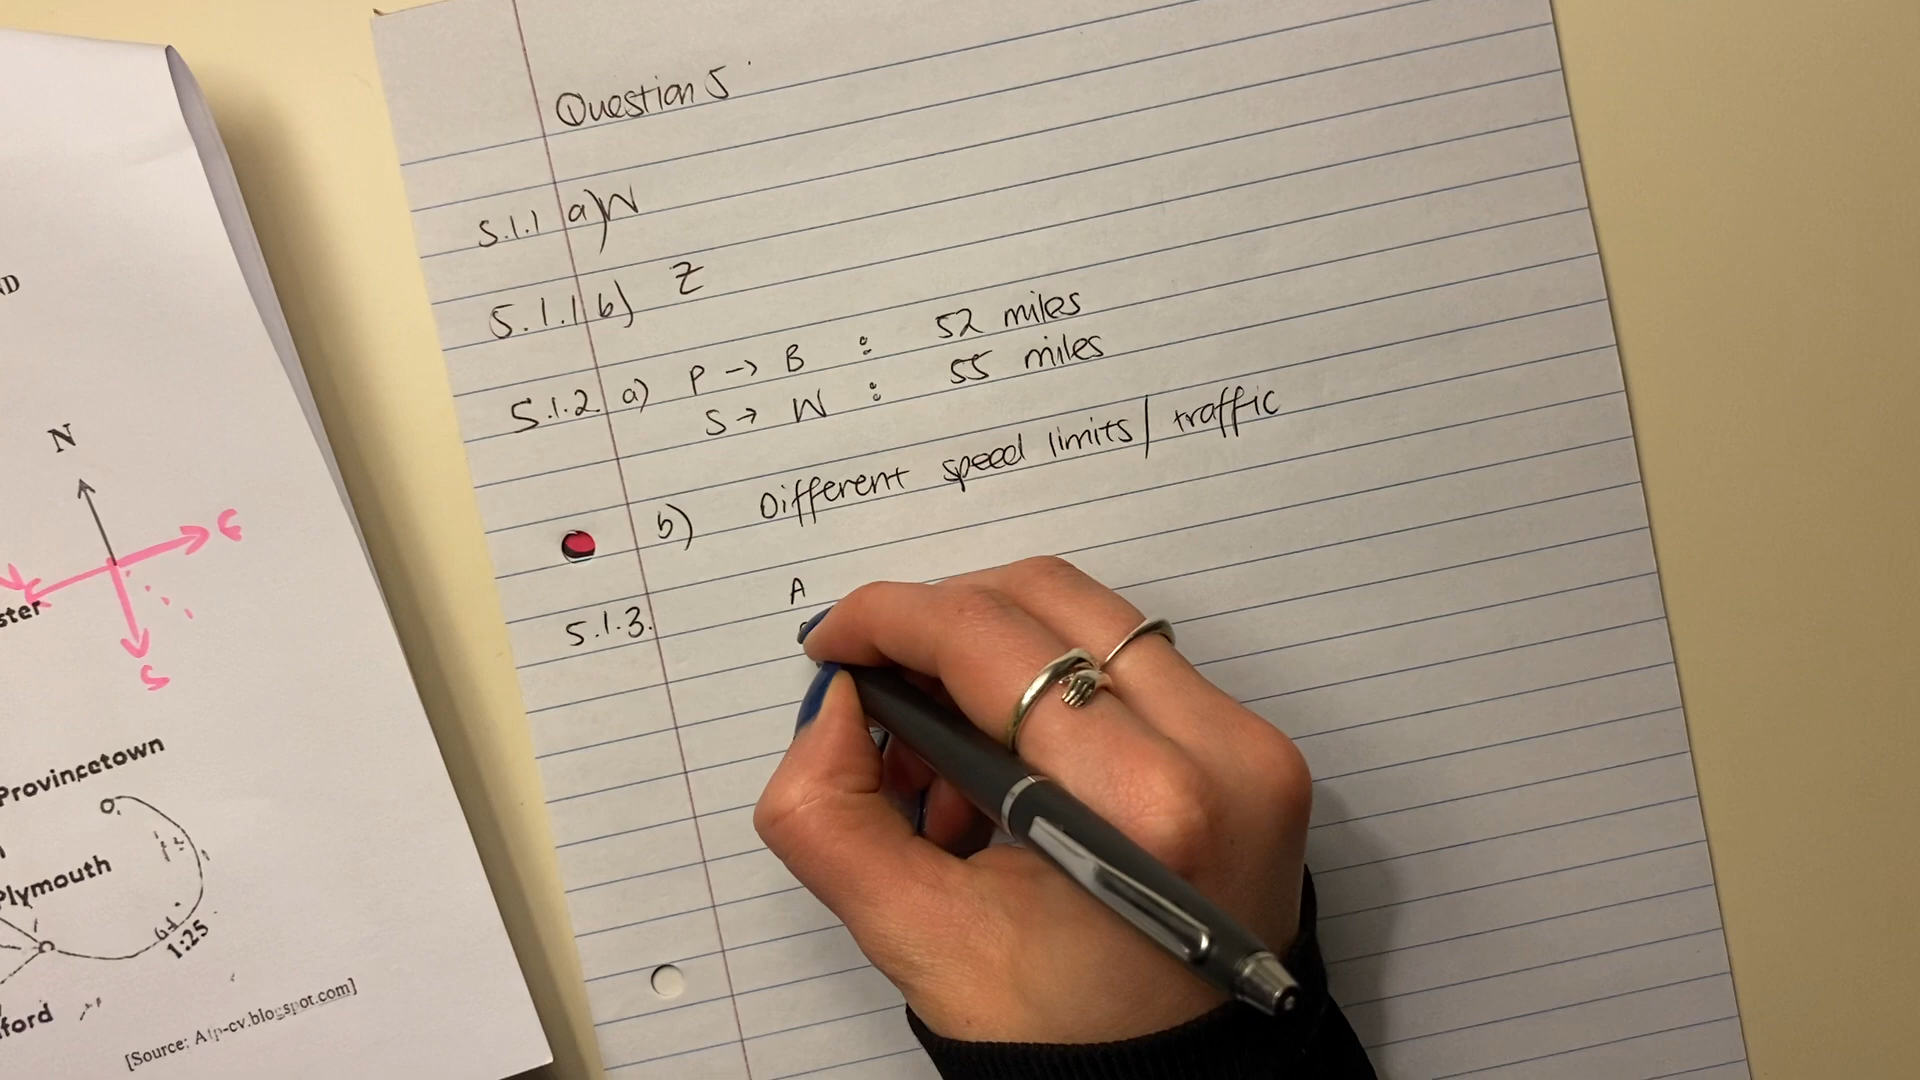 Question 5
5.1.1 a) W
5.1.1 b) Z
5.1.2. a) P → B : 52 miles
S → W : 55 miles
b) Different speed limits / traffic
5.1.3. A
N
E
S
ster
Provincetown
Plymouth
1:25
ford
[Source: Afp-cv.blogspot.com]